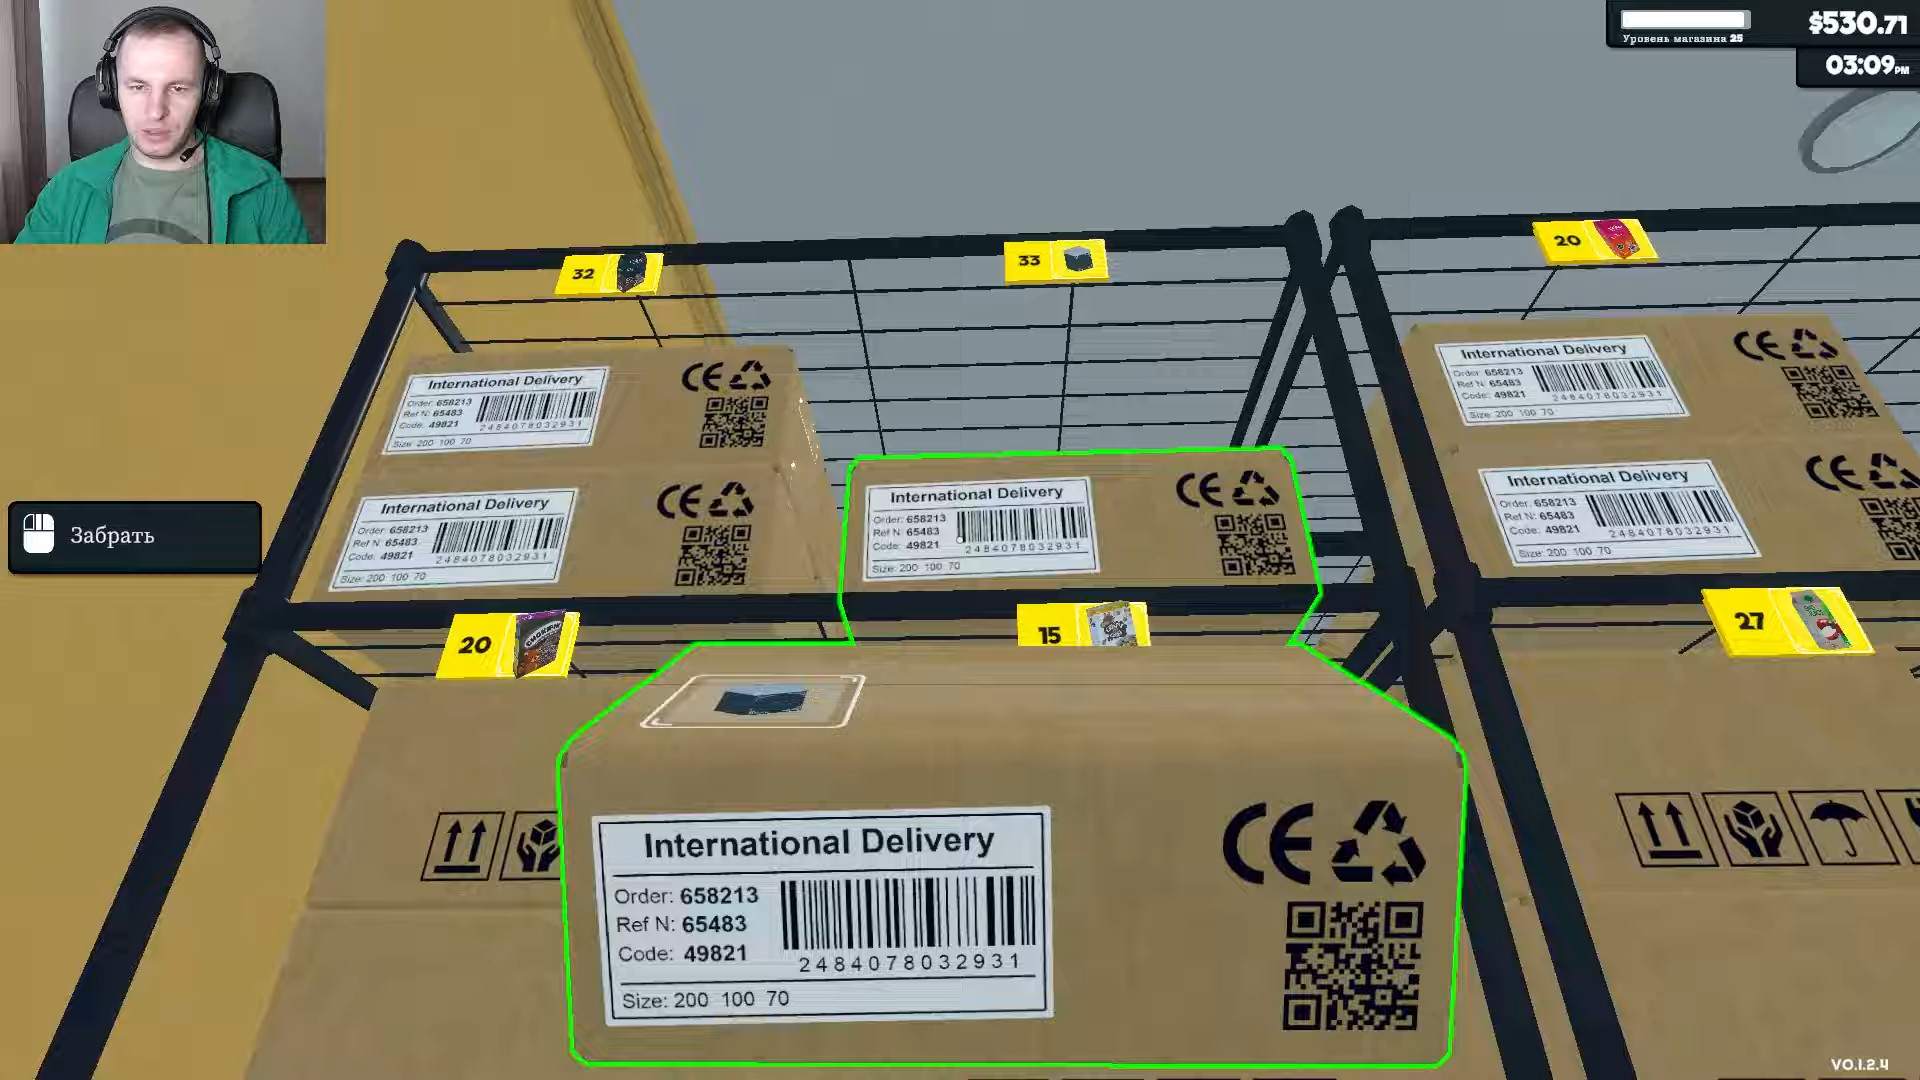 $530.71
Уровень магазина 25
03:09PM
20
32
33
International Delivery
Order: 658213
Ref N: 65483
Code: 49821
2484078032931
Size: 200 100 70
International Delivery
Order: 658213
Ref N: 65483
Code: 49821
2484078032931
Size: 200 100 70
International Delivery
Order: 658213
Ref N: 65483
Code: 49821
2484078032931
Size: 200 100 70
International Delivery
Order: 658213
Ref N: 65483
Code: 49821
2484078032931
Size: 200 100 70
International Delivery
Order: 658213
Ref N: 65483
Code: 49821
2484078032931
Size: 200 100 70
Забрать
20
15
27
International Delivery
Order: 658213
Ref N: 65483
Code: 49821
2484078032931
Size: 200 100 70
CE
V0.1.2.4